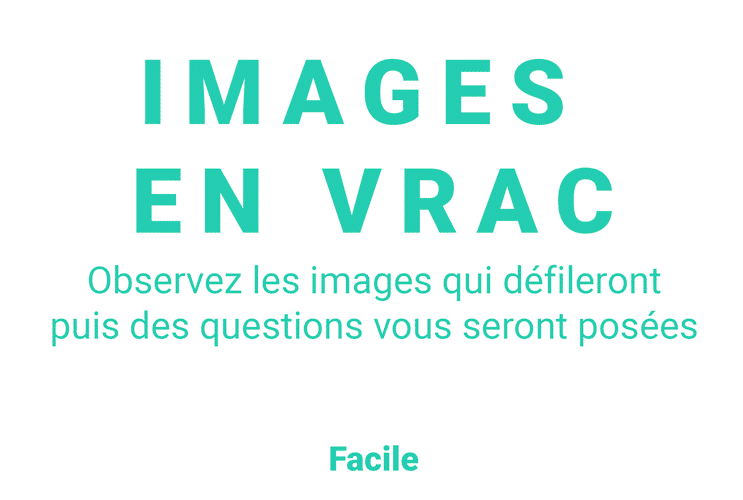 IMAGES
EN VRAC
Observez les images qui défileront
puis des questions vous seront posées
Facile